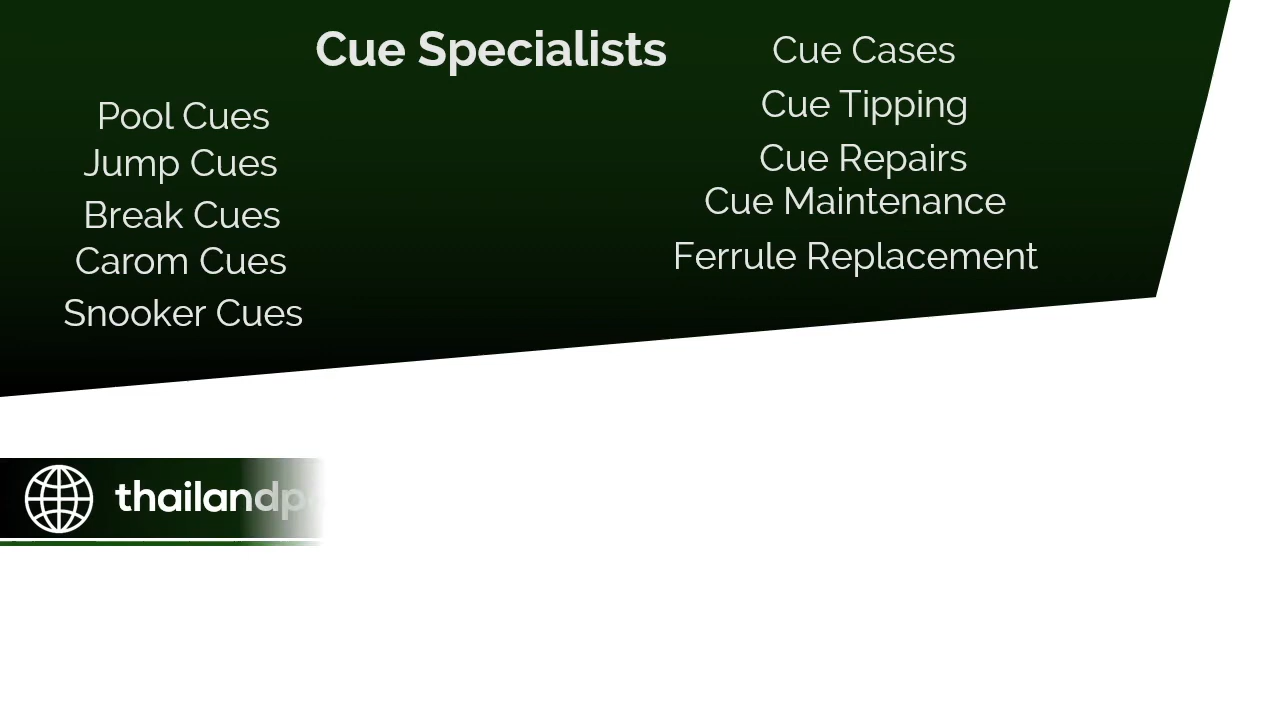 Cue Specialists
Pool Cues
Jump Cues
Break Cues
Carom Cues
Snooker Cues
Cue Cases
Cue Tipping
Cue Repairs
Cue Maintenance
Ferrule Replacement